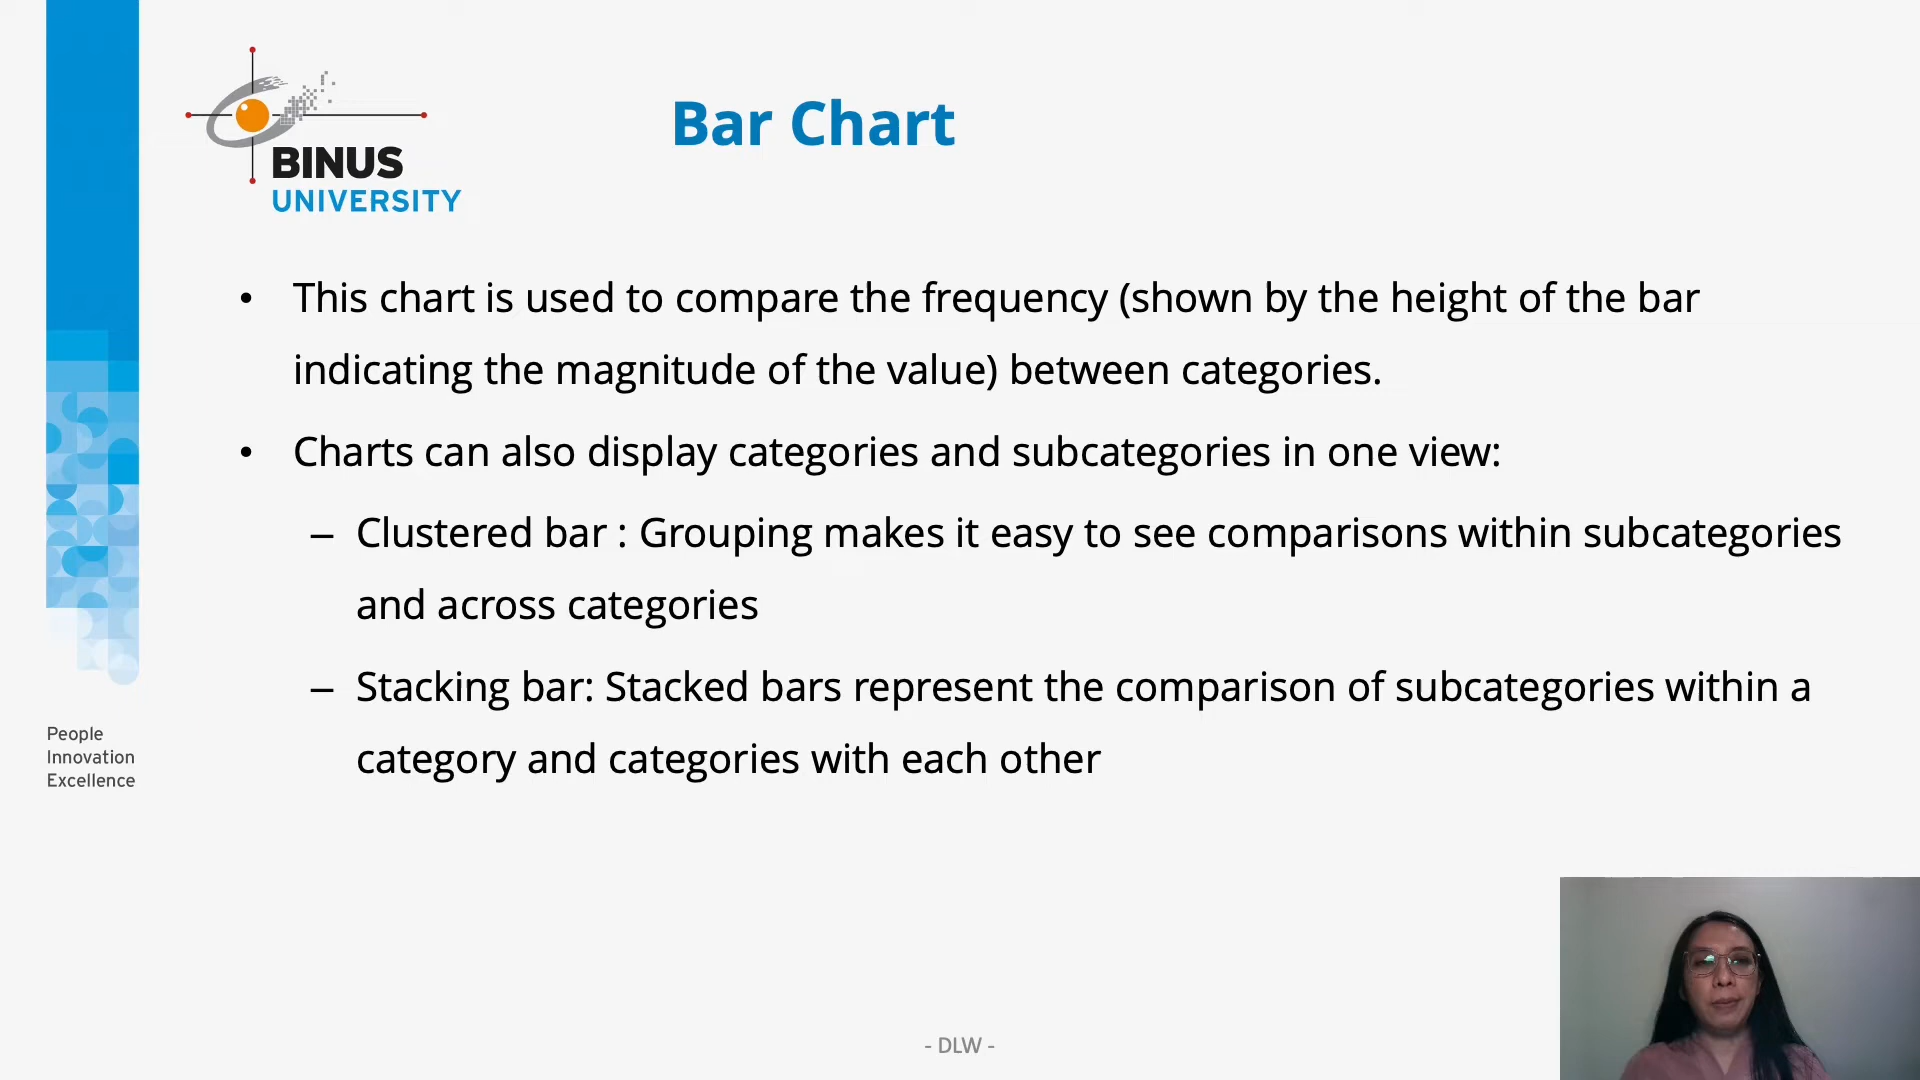 BINUS
UNIVERSITY
Bar Chart
• This chart is used to compare the frequency (shown by the height of the bar
indicating the magnitude of the value) between categories.
• Charts can also display categories and subcategories in one view:
– Clustered bar : Grouping makes it easy to see comparisons within subcategories
and across categories
– Stacking bar: Stacked bars represent the comparison of subcategories within a
category and categories with each other
People
Innovation
Excellence
- DLW -